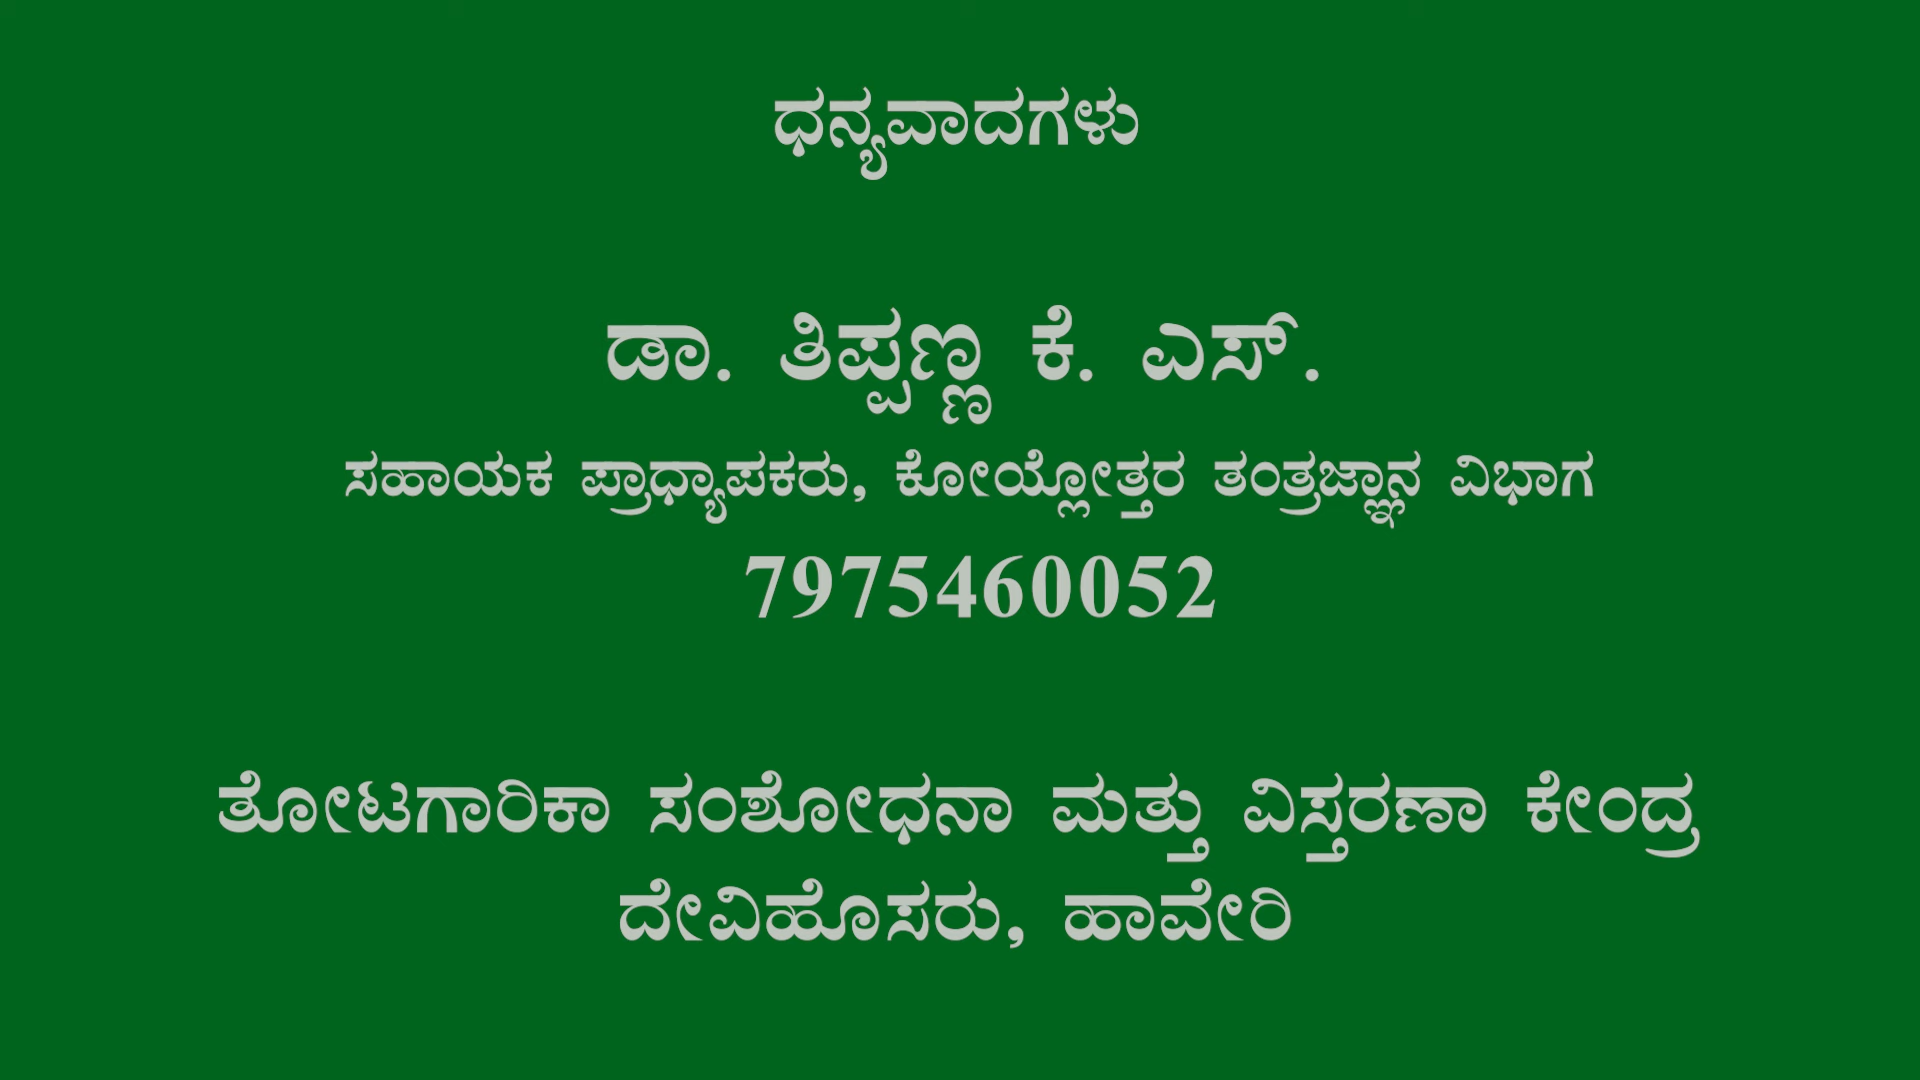 ಧನ್ಯವಾದಗಳು
ಡಾ. ತಿಪ್ಪಣ್ಣ ಕೆ. ಎಸ್.
ಸಹಾಯಕ ಪ್ರಾಧ್ಯಾಪಕರು, ಕೋಯ್ಲೋತ್ತರ ತಂತ್ರಜ್ಞಾನ ವಿಭಾಗ
7975460052
ತೋಟಗಾರಿಕಾ ಸಂಶೋಧನಾ ಮತ್ತು ವಿಸ್ತರಣಾ ಕೇಂದ್ರ
ದೇವಿಹೊಸರು, ಹಾವೇರಿ